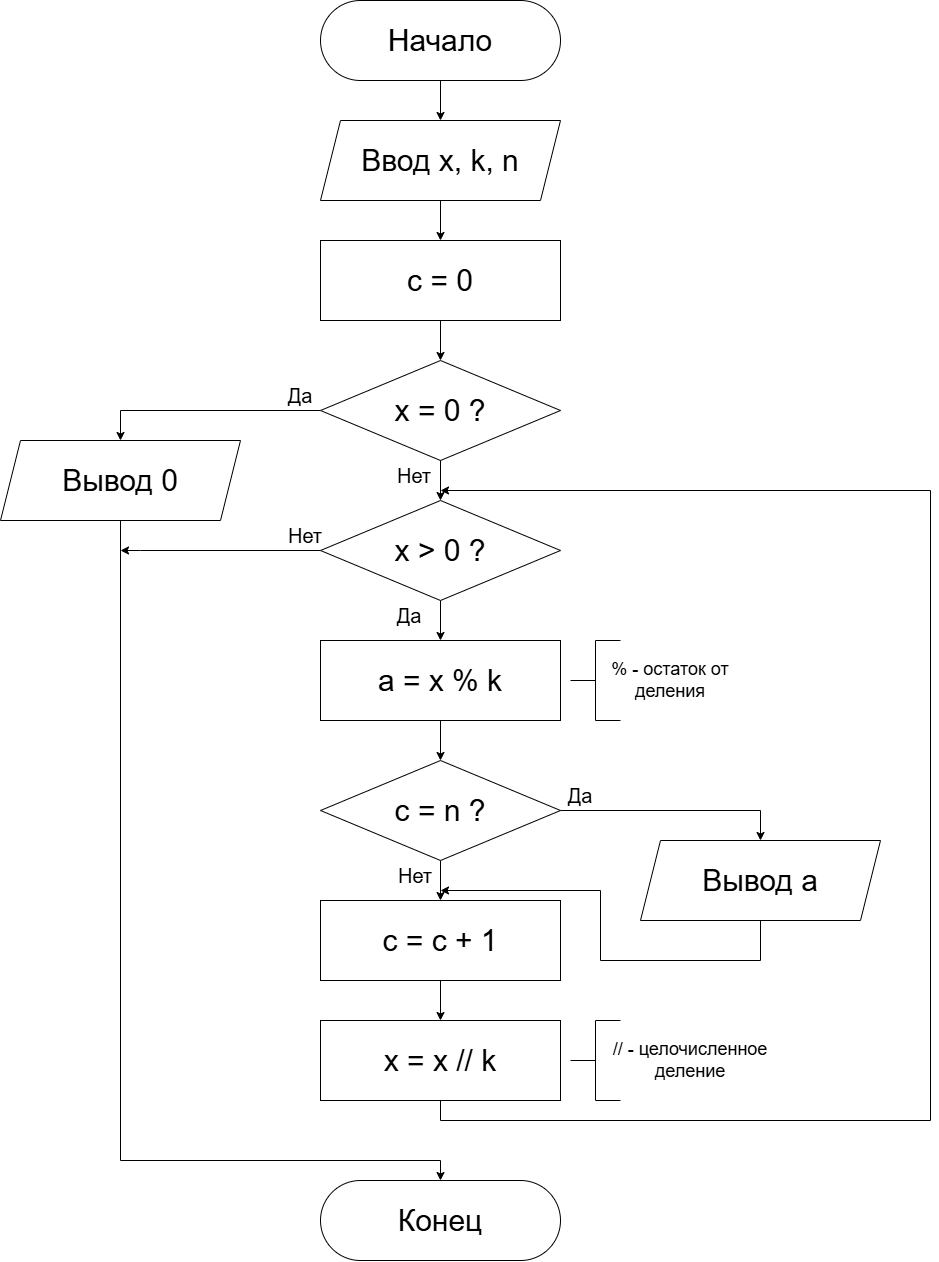 Начало
Ввод x, k, n
c = 0
Да
x = 0 ?
Вывод 0
Нет
Нет
x > 0 ?
Да
a = x % k
% - остаток от
деления
c = n ?
Да
Нет
Вывод a
c = c + 1
x = x // k
// - целочисленное
деление
Конец